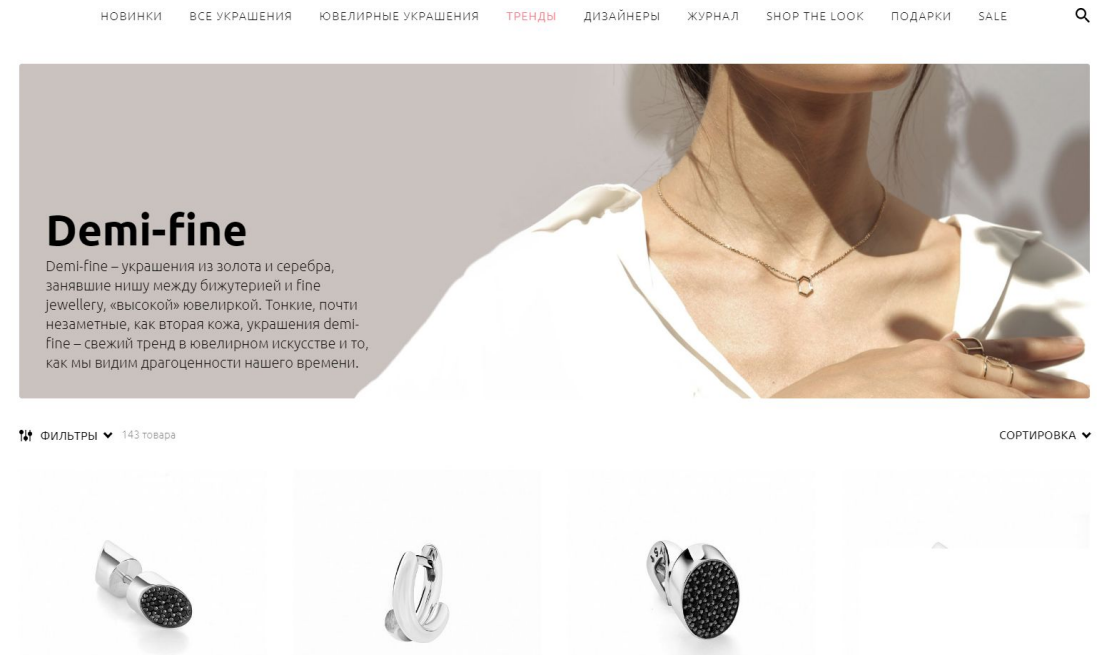 НОВИНКИ ВСЕ УКРАШЕНИЯ ЮВЕЛИРНЫЕ УКРАШЕНИЯ ТРЕНДЫ ДИЗАЙНЕРЫ ЖУРНАЛ SHOP THE LOOK ПОДАРКИ SALE
Demi-fine
Demi-fine – украшения из золота и серебра,
занявшие нишу между бижутерией и fine
jewellery, «высокой» ювелиркой. Тонкие, почти
незаметные, как вторая кожа, украшения demi-
fine – свежий тренд в ювелирном искусстве и то,
как мы видим драгоценности нашего времени.
ФИЛЬТРЫ 143 товара СОРТИРОВКА